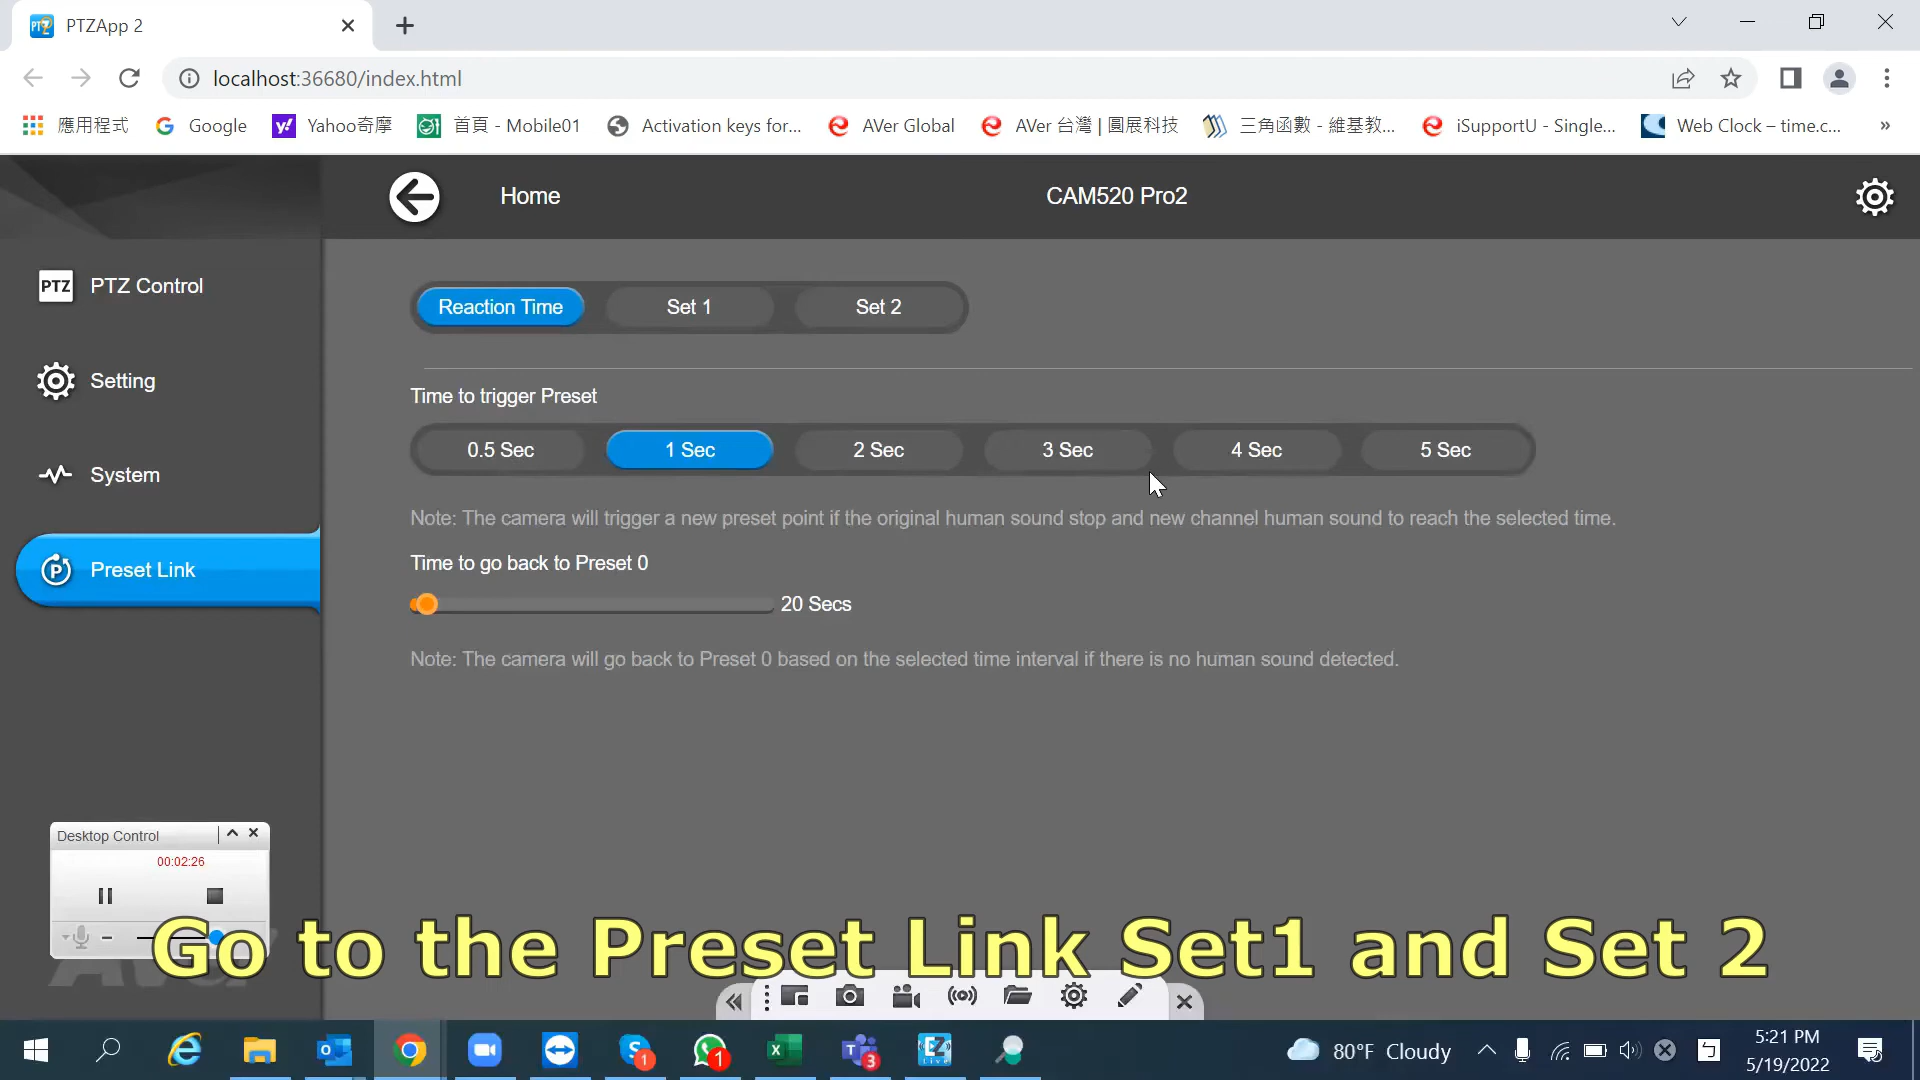 PTZApp 2
localhost:36680/index.html
應用程式
Google
Yahoo奇摩
首頁 - Mobile01
Activation keys for...
AVer Global
AVer 台灣 | 圓展科技
三角函數 - 維基教...
iSupportU - Single...
Web Clock – time.c...
»
Home
CAM520 Pro2
PTZ PTZ Control
Setting
System
Preset Link
Reaction Time
Set 1
Set 2
Time to trigger Preset
0.5 Sec
1 Sec
2 Sec
3 Sec
4 Sec
5 Sec
Note: The camera will trigger a new preset point if the original human sound stop and new channel human sound to reach the selected time.
Time to go back to Preset 0
20 Secs
Note: The camera will go back to Preset 0 based on the selected time interval if there is no human sound detected.
Desktop Control
00:02:26
Go to the Preset Link Set1 and Set 2
80°F Cloudy
5:21 PM
5/19/2022